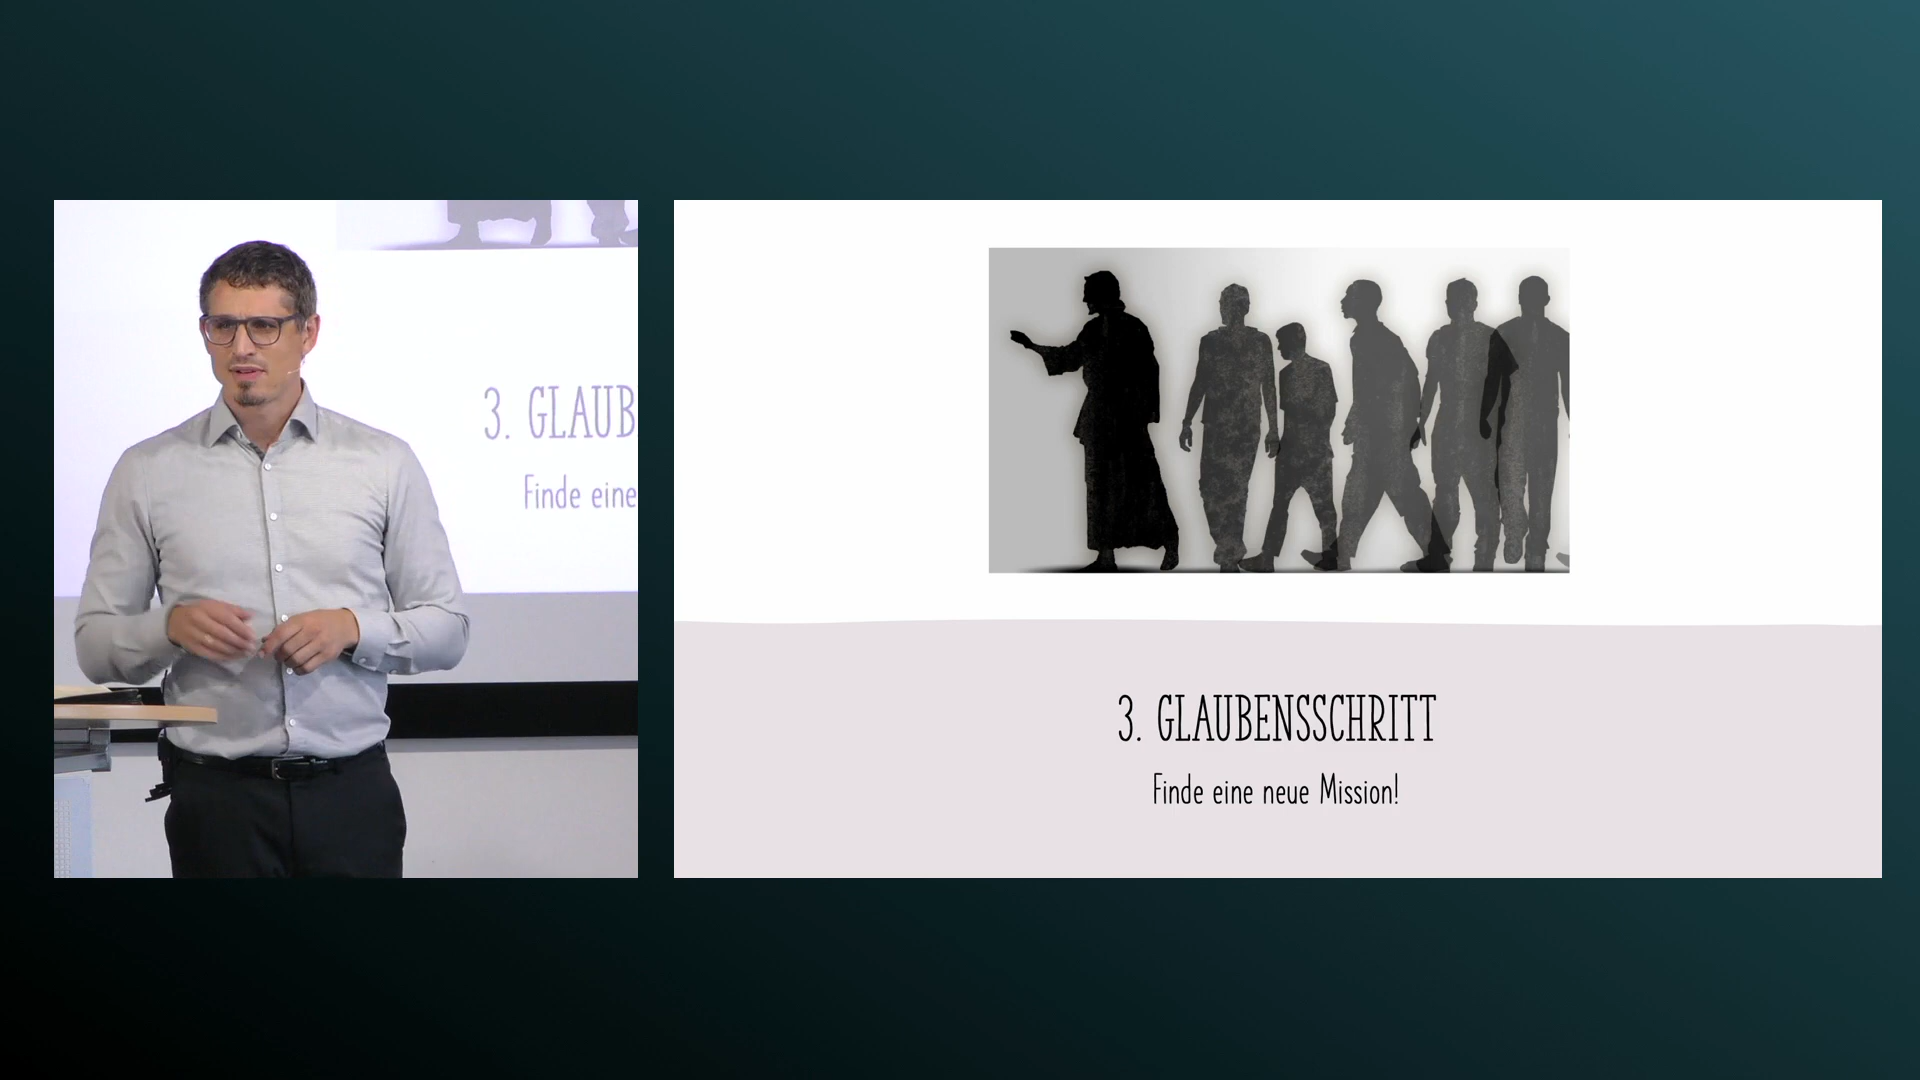 3. GLAUB
Finde eine
3. GLAUBENSSCHRITT
Finde eine neue Mission!